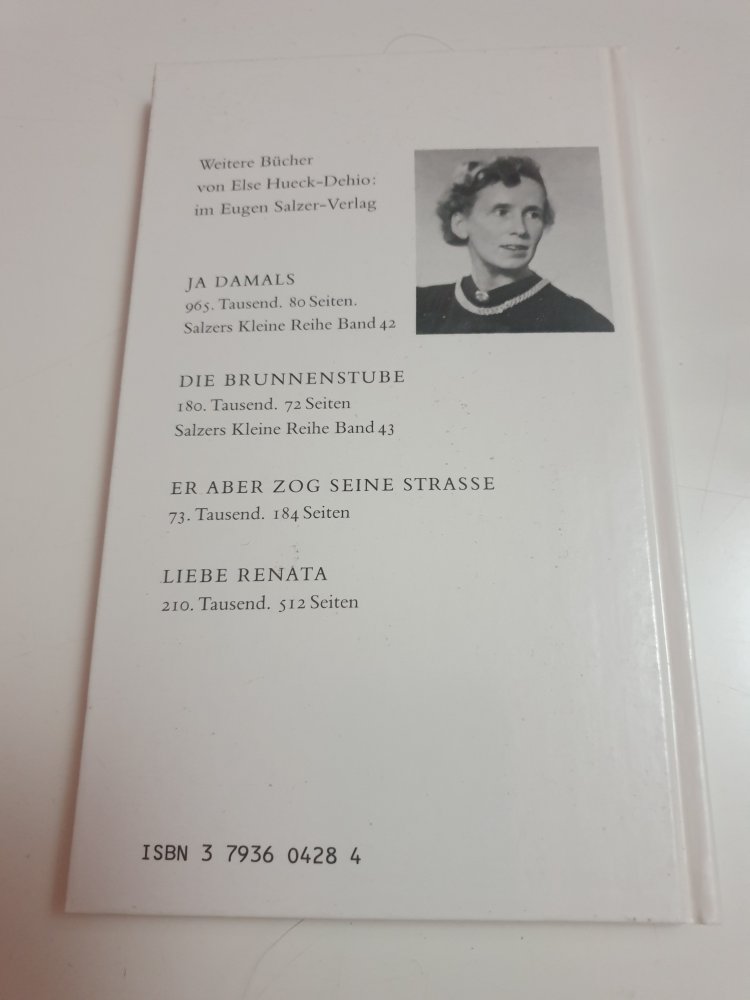 Weitere Bücher
von Else Hueck-Dehio:
im Eugen Salzer-Verlag
JA DAMALS
965. Tausend. 80 Seiten.
Salzers Kleine Reihe Band 42
DIE BRUNNENSTUBE
180. Tausend. 72 Seiten
Salzers Kleine Reihe Band 43
ER ABER ZOG SEINE STRASSE
73. Tausend. 184 Seiten
LIEBE RENATA
210. Tausend. 512 Seiten
ISBN 3 7936 0428 4